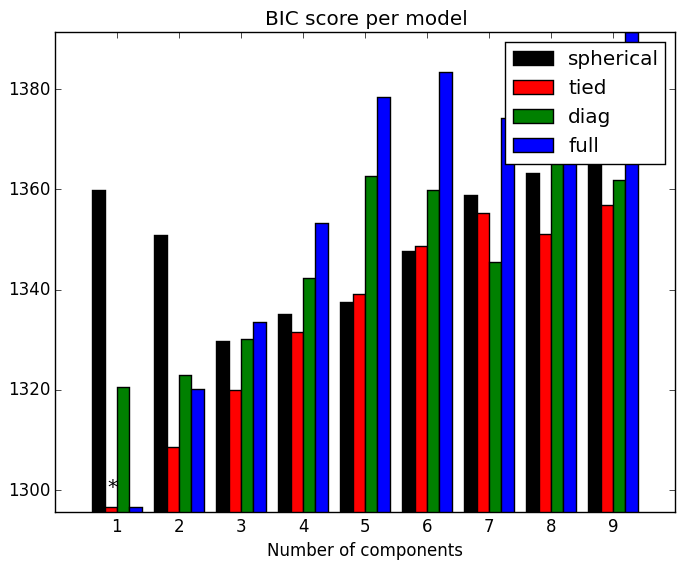 BIC score per model
spherical
tied
diag
full
1380
1360
1340
1320
1300
*
1 2 3 4 5 6 7 8 9
Number of components